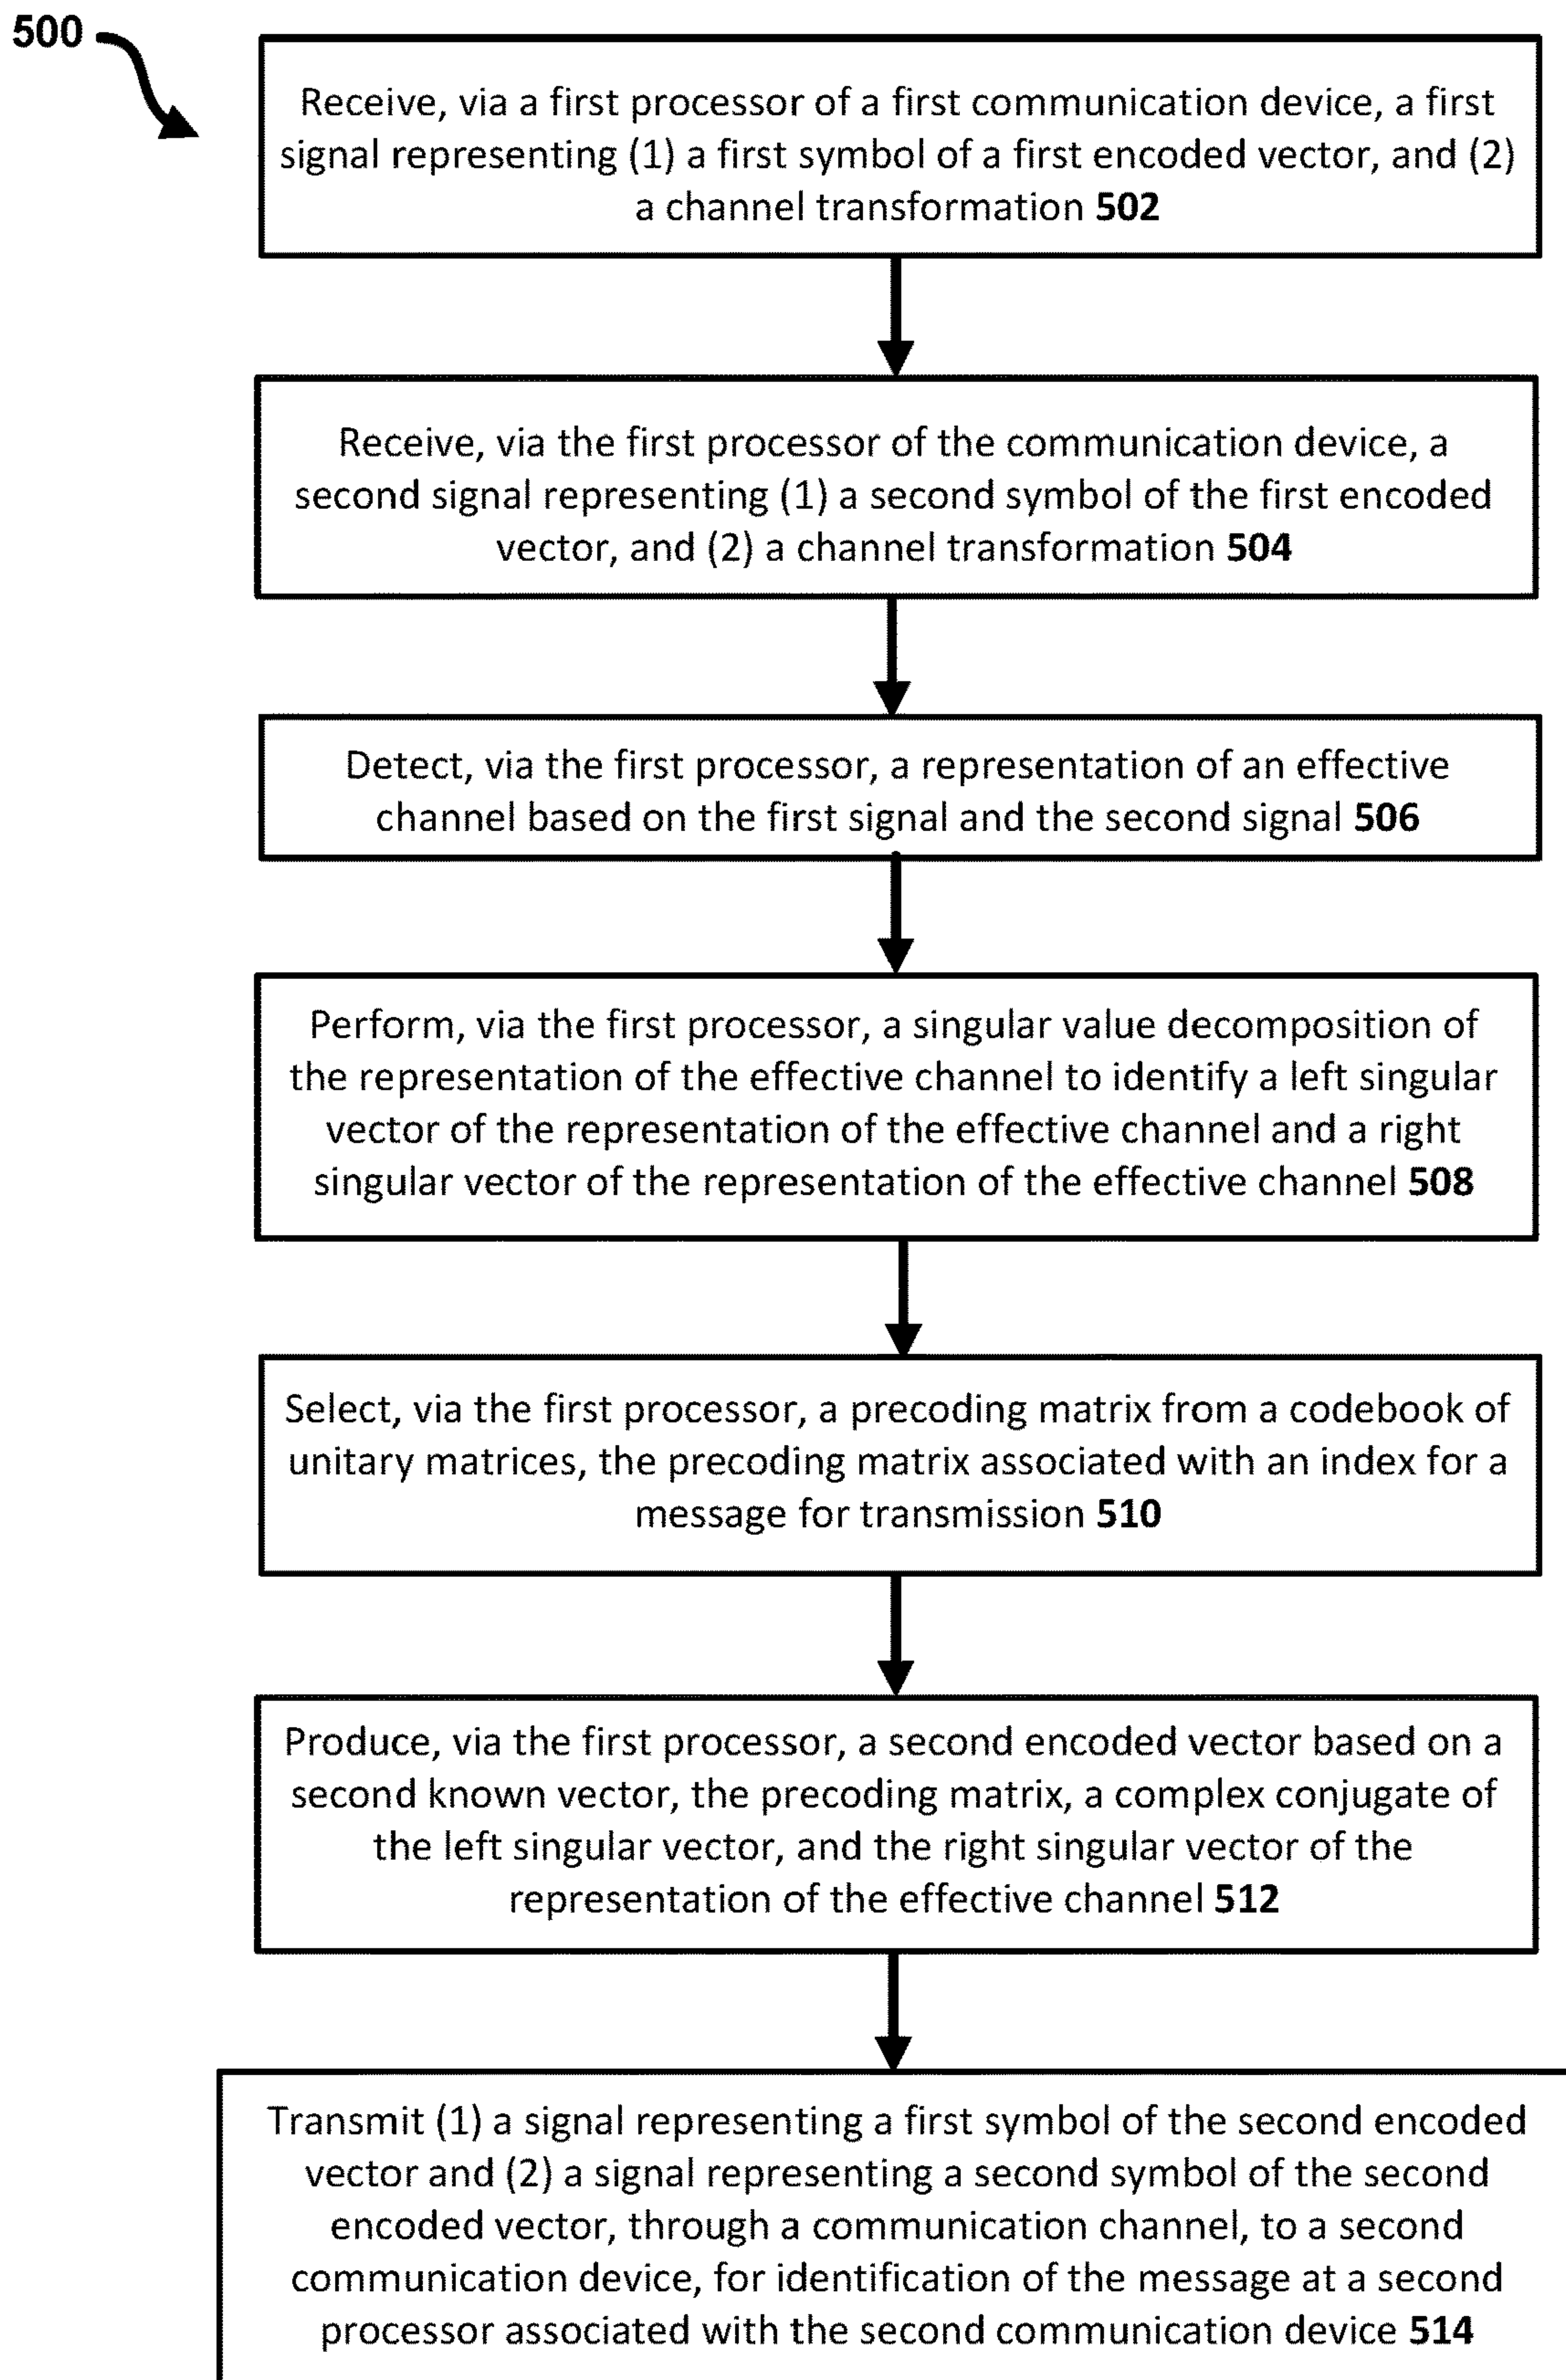 500
Receive, via a first processor of a first communication device, a first
signal representing (1) a first symbol of a first encoded vector, and (2)
a channel transformation 502
Receive, via the first processor of the communication device, a
second signal representing (1) a second symbol of the first encoded
vector, and (2) a channel transformation 504
Detect, via the first processor, a representation of an effective
channel based on the first signal and the second signal 506
Perform, via the first processor, a singular value decomposition of
the representation of the effective channel to identify a left singular
vector of the representation of the effective channel and a right
singular vector of the representation of the effective channel 508
Select, via the first processor, a precoding matrix from a codebook of
unitary matrices, the precoding matrix associated with an index for a
message for transmission 510
Produce, via the first processor, a second encoded vector based on a
second known vector, the precoding matrix, a complex conjugate of
the left singular vector, and the right singular vector of the
representation of the effective channel 512
Transmit (1) a signal representing a first symbol of the second encoded
vector and (2) a signal representing a second symbol of the second
encoded vector, through a communication channel, to a second
communication device, for identification of the message at a second
processor associated with the second communication device 514